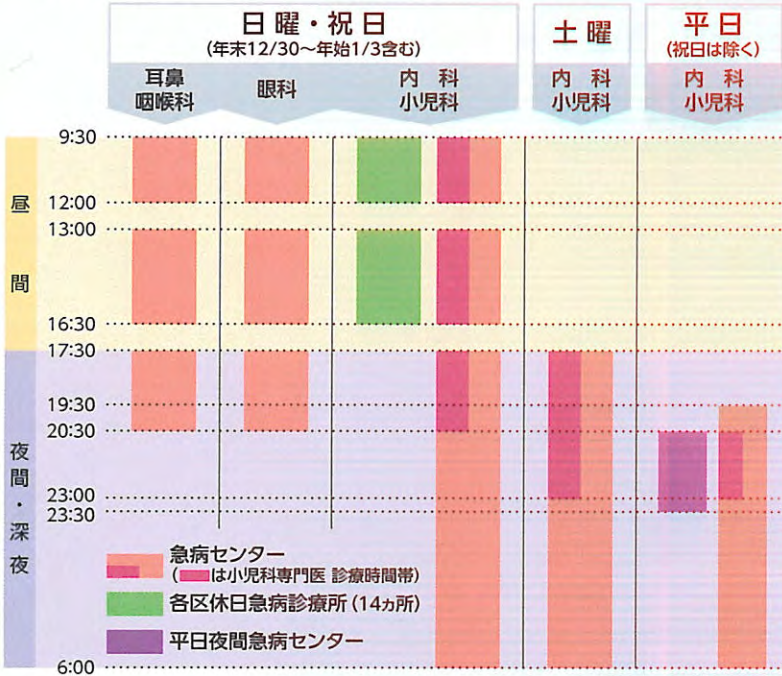 日曜・祝日
(年末12/30～年始1/3含む)
土曜
平日
(祝日は除く)
耳鼻
咽喉科
眼科
内科
小児科
内科
小児科
内科
小児科
昼間
9:30
12:00
13:00
16:30
夜間・深夜
17:30
19:30
20:30
23:00
23:30
6:00
急病センター
(は小児科専門医 診療時間帯)
各区休日急病診療所(14ヵ所)
平日夜間急病センター